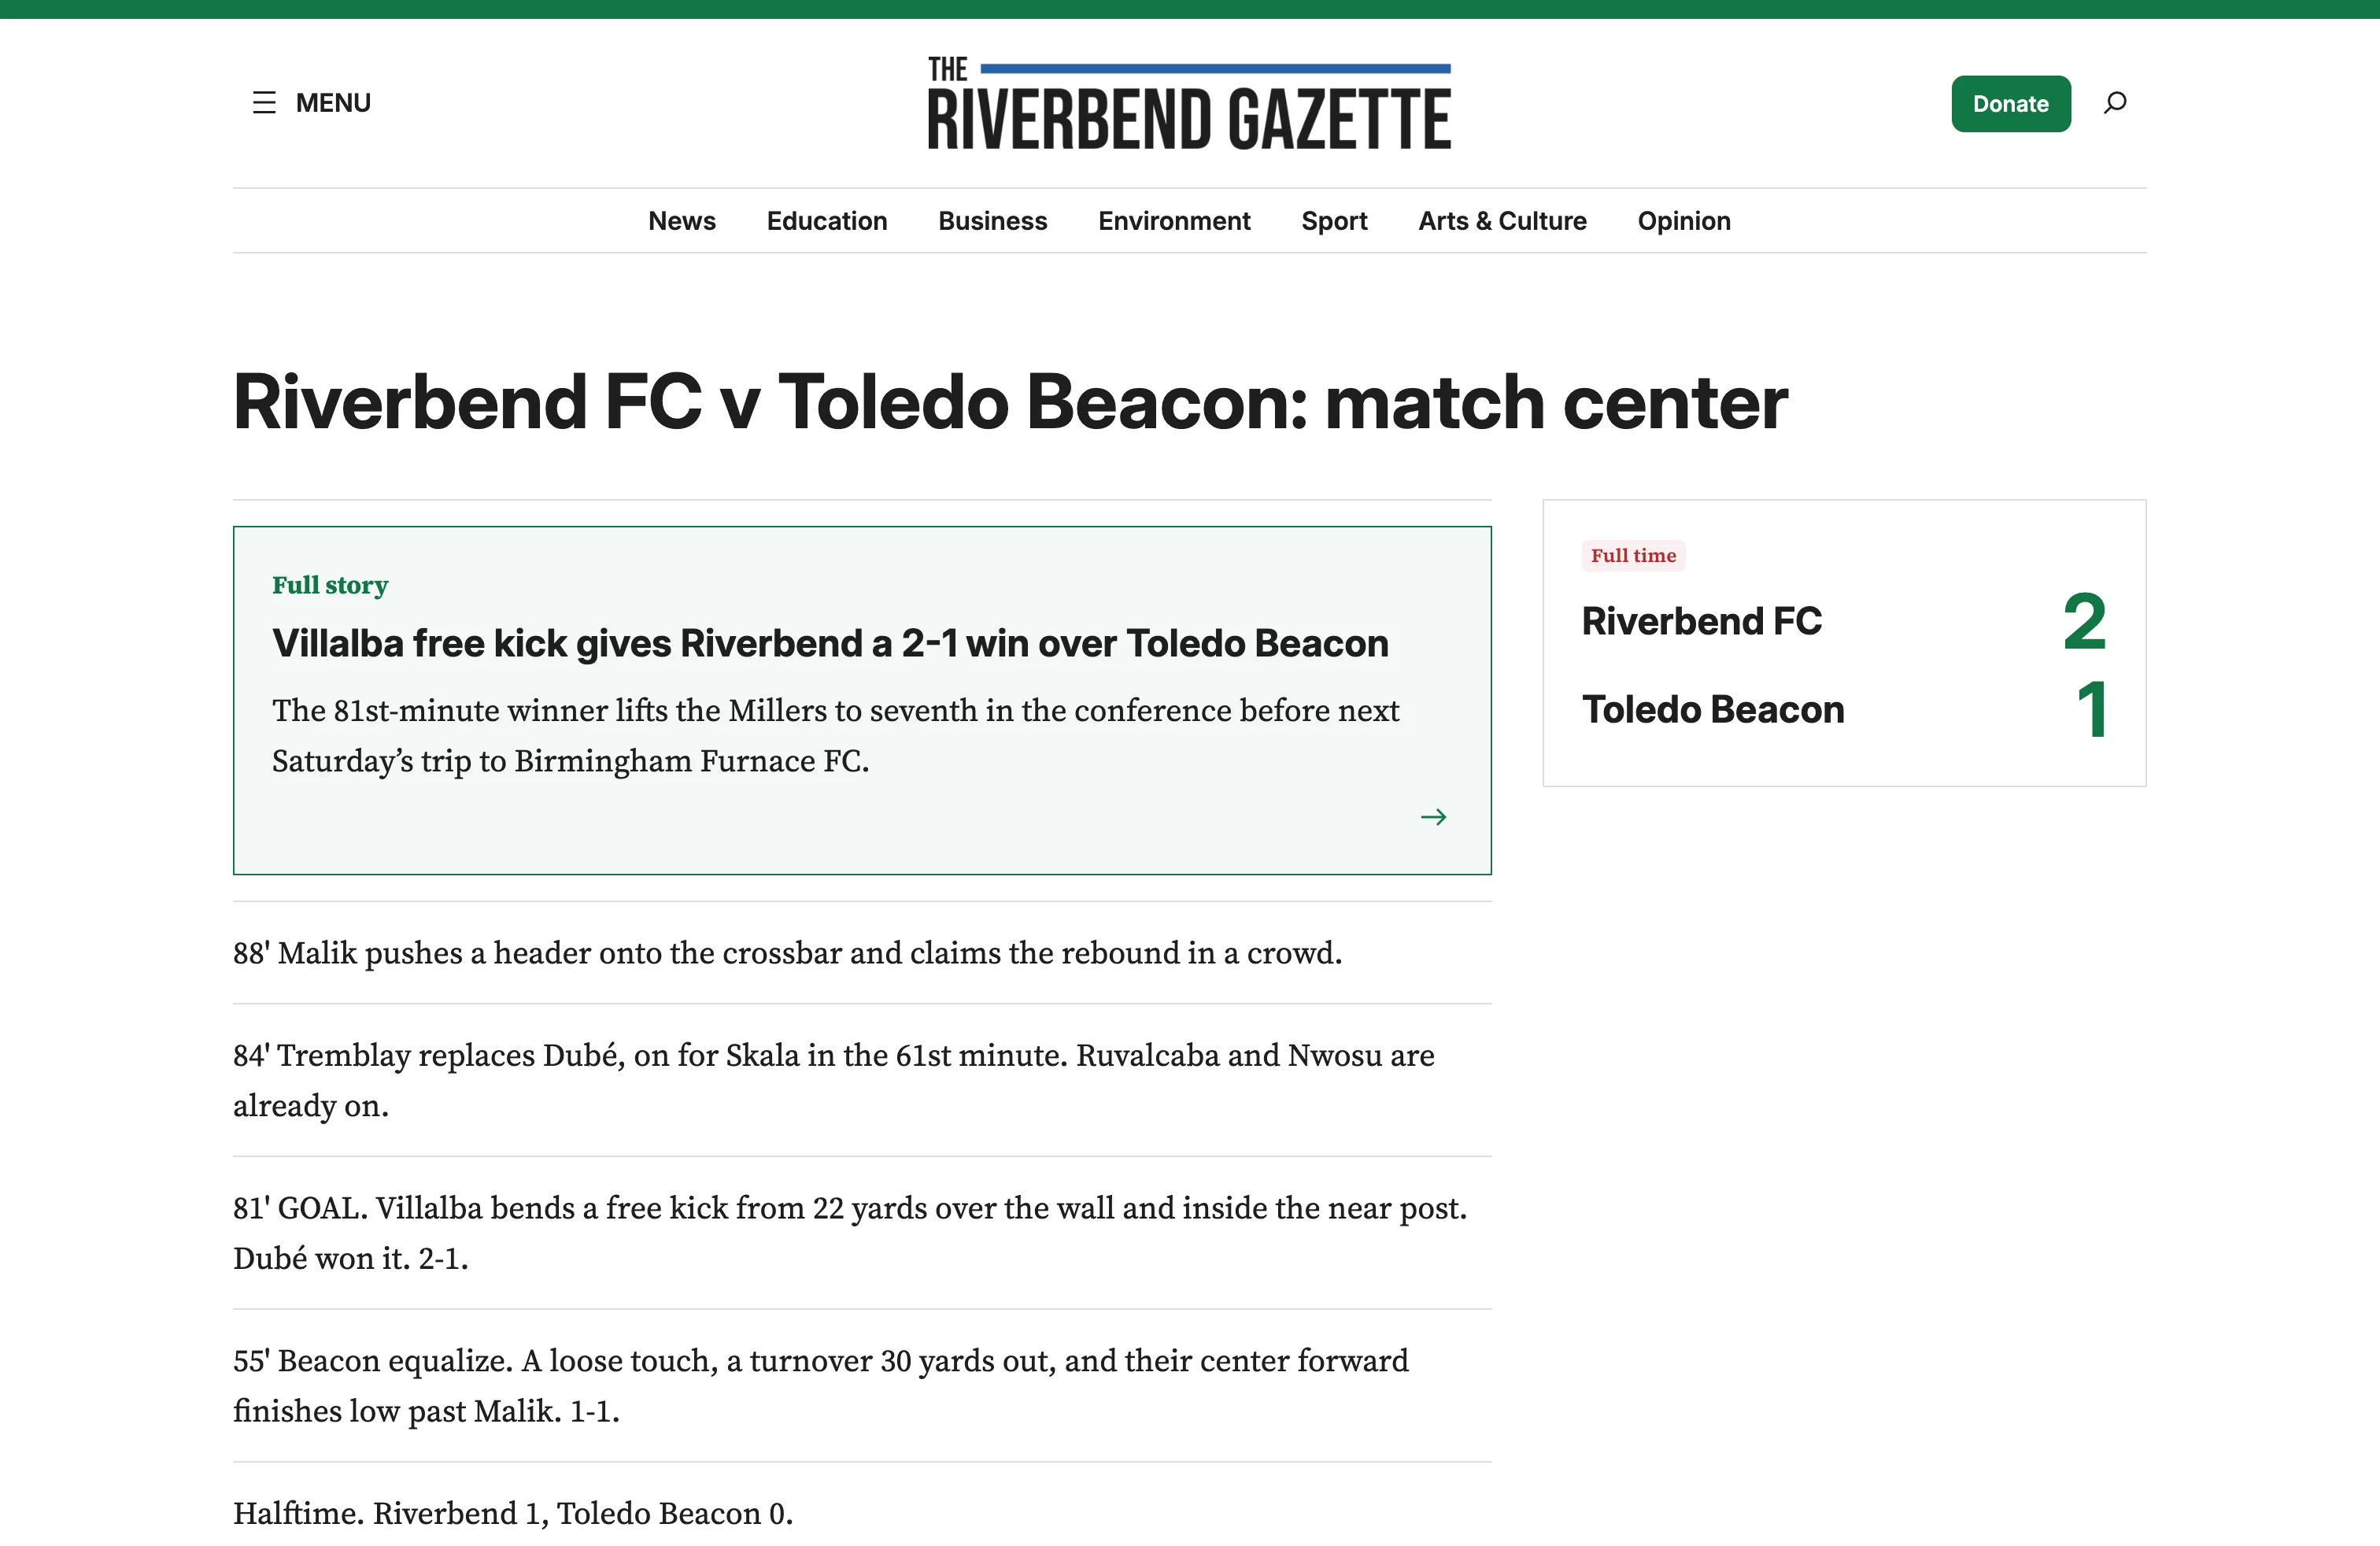 MENU
THE
RIVERBEND GAZETTE
Donate
News Education Business Environment Sport Arts & Culture Opinion
Riverbend FC v Toledo Beacon: match center
Full story
Villalba free kick gives Riverbend a 2-1 win over Toledo Beacon
The 81st-minute winner lifts the Millers to seventh in the conference before next
Saturday’s trip to Birmingham Furnace FC.
88' Malik pushes a header onto the crossbar and claims the rebound in a crowd.
84' Tremblay replaces Dubé, on for Skala in the 61st minute. Ruvalcaba and Nwosu are
already on.
81' GOAL. Villalba bends a free kick from 22 yards over the wall and inside the near post.
Dubé won it. 2-1.
55' Beacon equalize. A loose touch, a turnover 30 yards out, and their center forward
finishes low past Malik. 1-1.
Halftime. Riverbend 1, Toledo Beacon 0.
Full time
Riverbend FC 2
Toledo Beacon 1